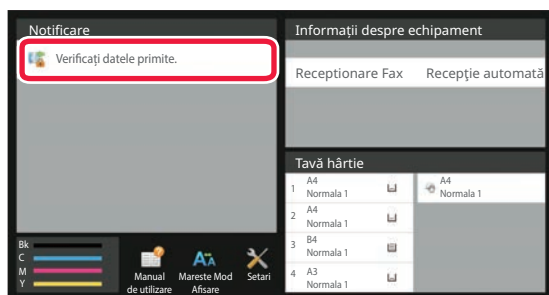 Notificare
Verificați datele primite.
Informații despre echipament
Receptionare Fax Recepţie automată
Tavă hârtie
1 A4
Normala 1
A4
Normala 1
2 A4
Normala 1
3 B4
Normala 1
4 A3
Normala 1
Bk
C
M
Y
Manual
de utilizare
Mareste Mod
Afisare
Setari